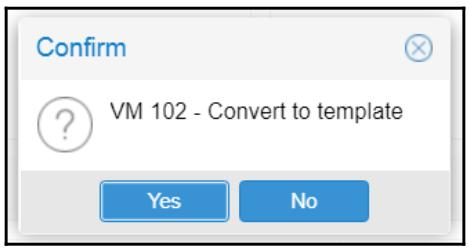 Confirm
?
VM 102 - Convert to template
Yes
No